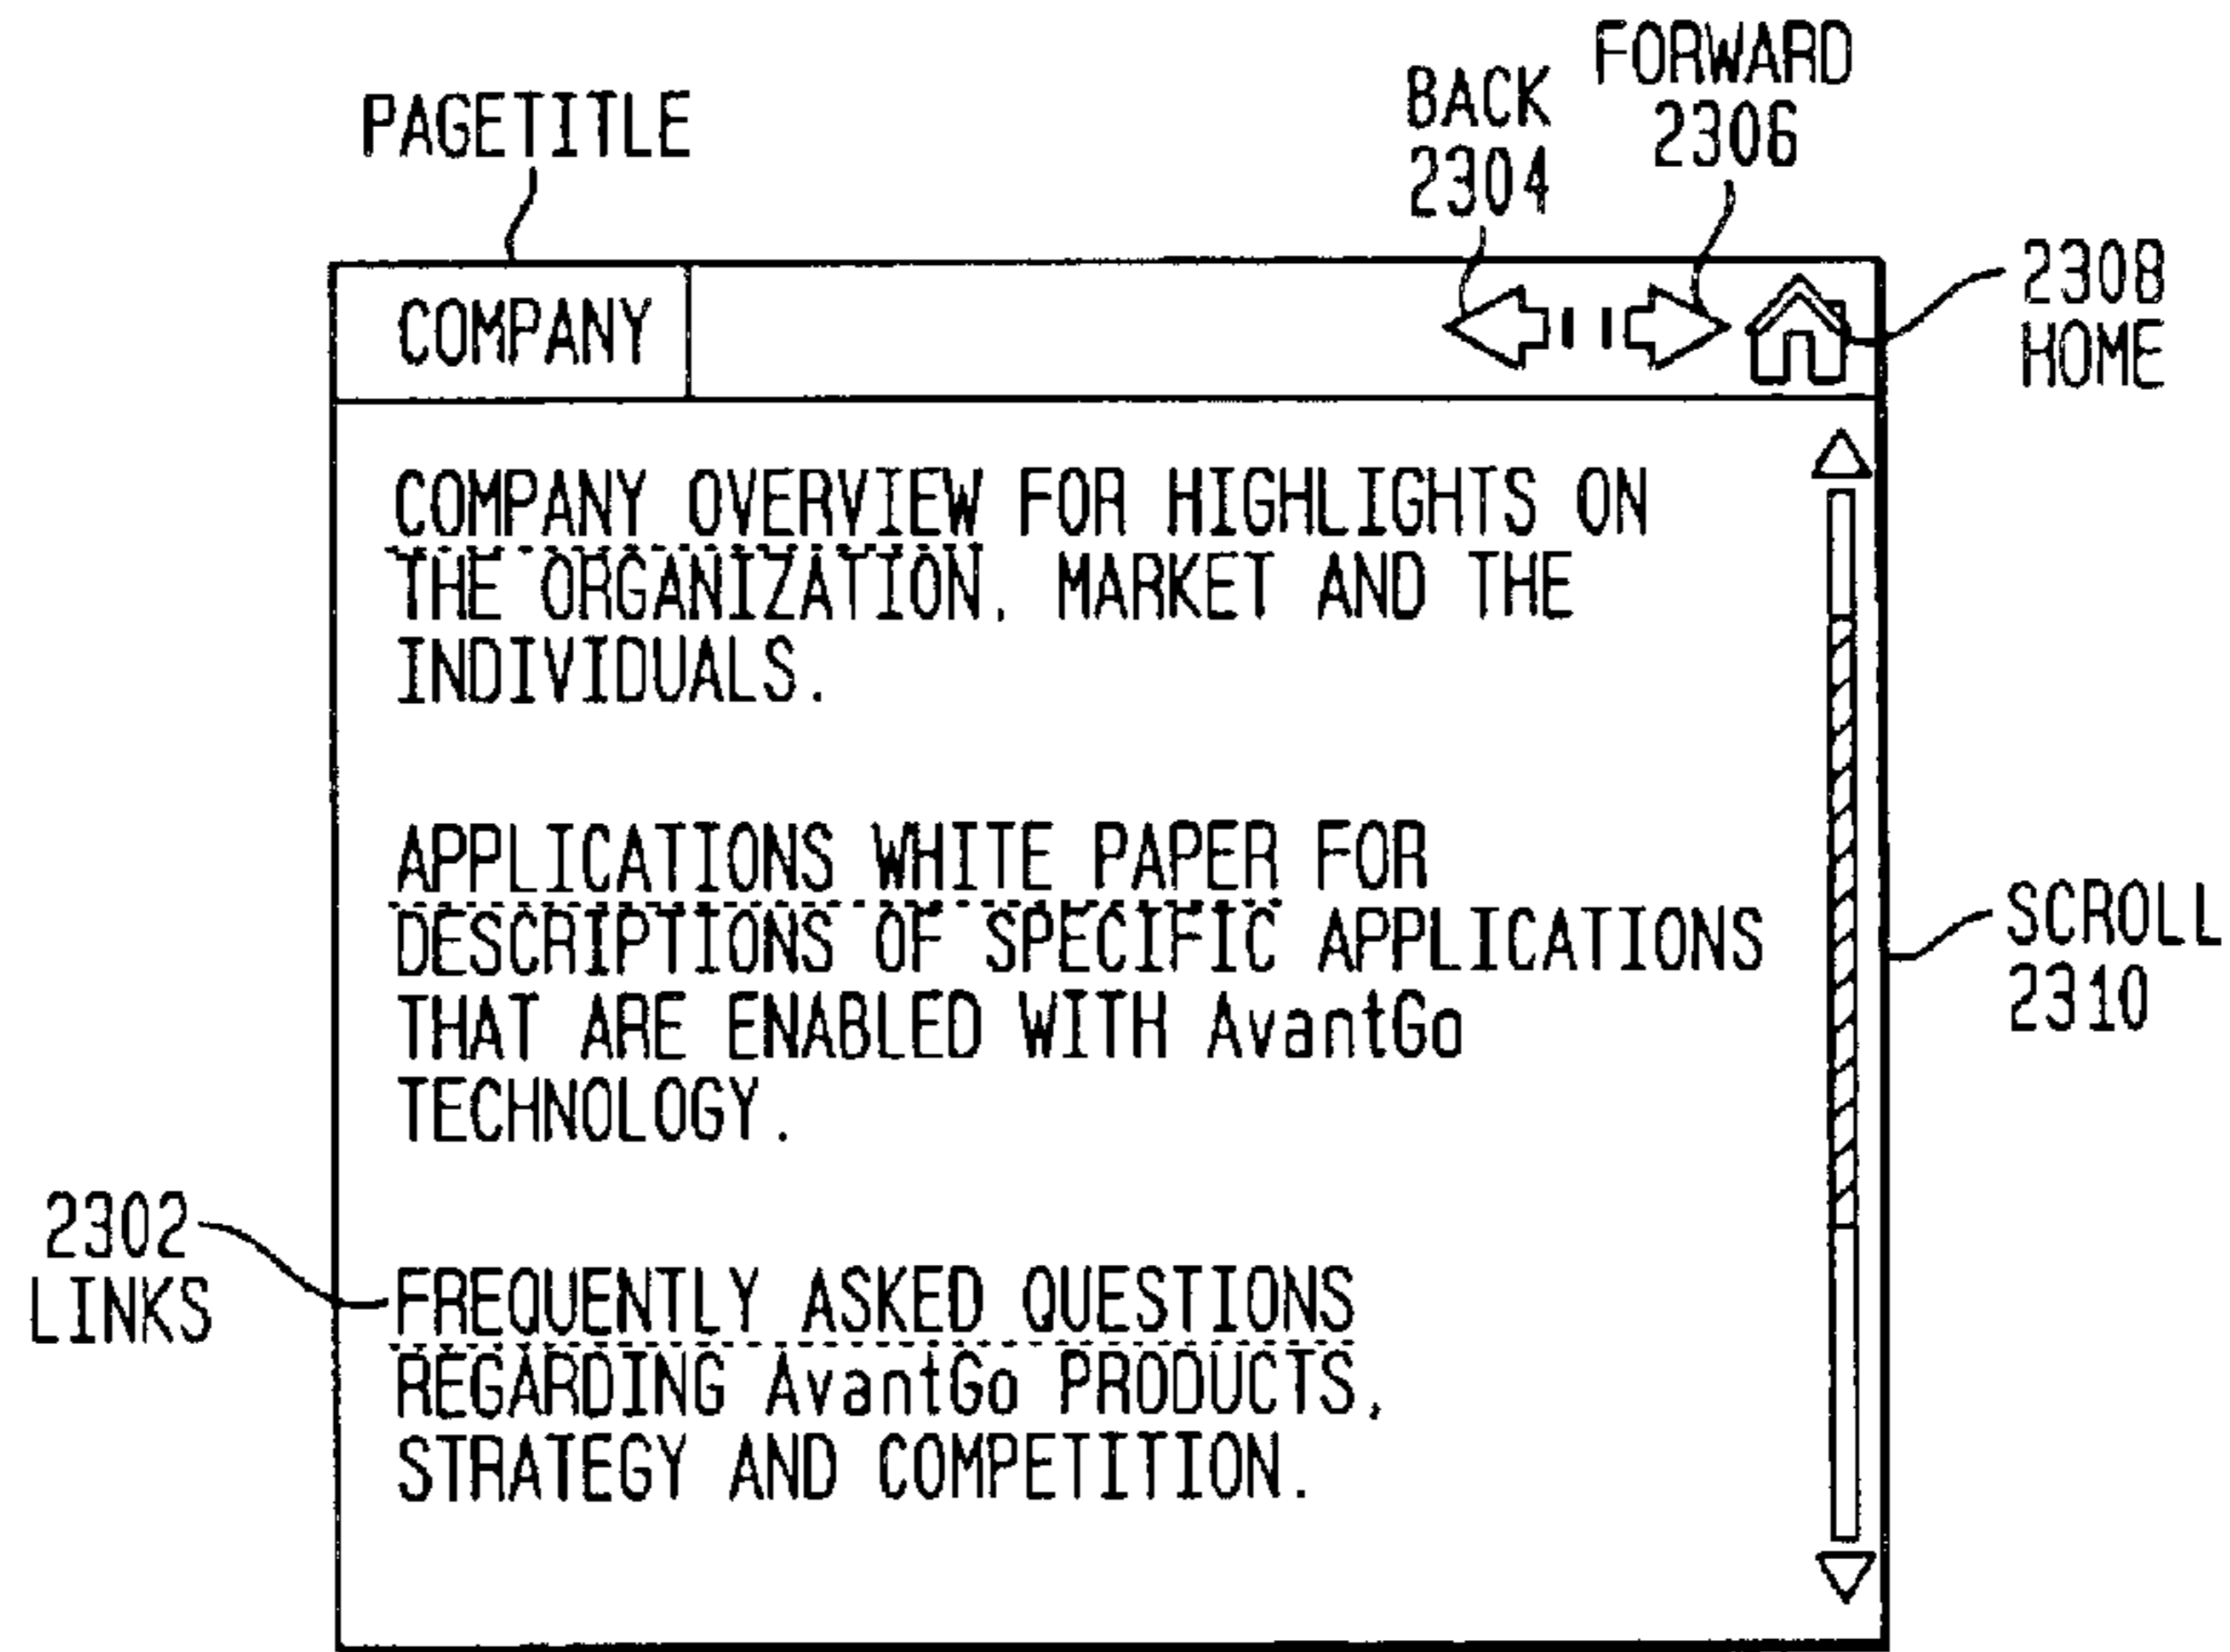 PAGETITLE
BACK
2304
FORWARD
2306
2308
HOME
COMPANY
COMPANY OVERVIEW FOR HIGHLIGHTS ON
THE ORGANIZATION, MARKET AND THE
INDIVIDUALS.
APPLICATIONS WHITE PAPER FOR
DESCRIPTIONS OF SPECIFIC APPLICATIONS
THAT ARE ENABLED WITH AvantGo
TECHNOLOGY.
SCROLL
2310
2302
LINKS
FREQUENTLY ASKED QUESTIONS
REGARDING AvantGo PRODUCTS,
STRATEGY AND COMPETITION.